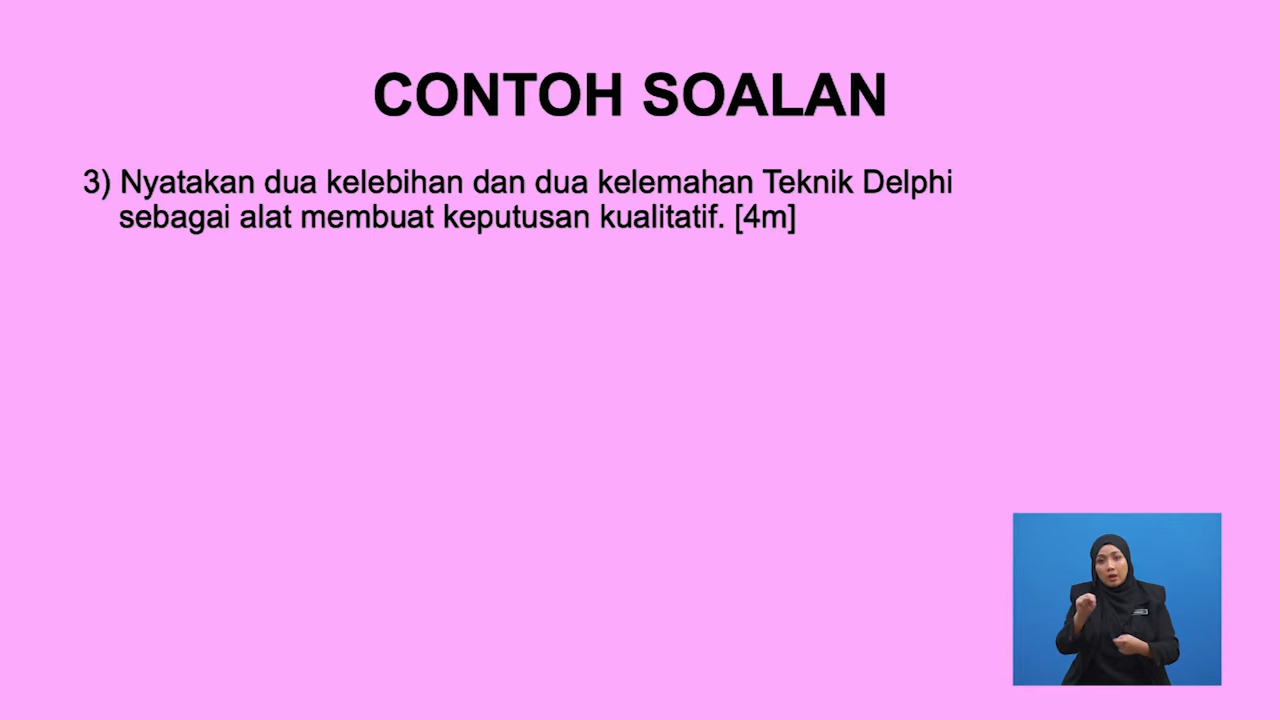 CONTOH SOALAN
3) Nyatakan dua kelebihan dan dua kelemahan Teknik Delphi
sebagai alat membuat keputusan kualitatif. [4m]